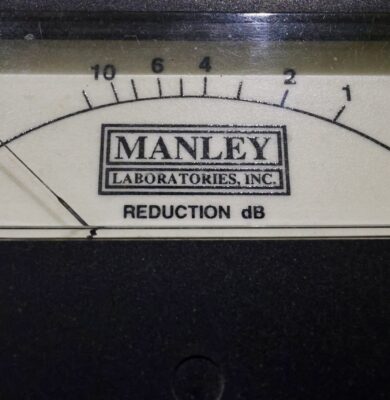 10 6 4 2 1
MANLEY
LABORATORIES, INC.
REDUCTION dB